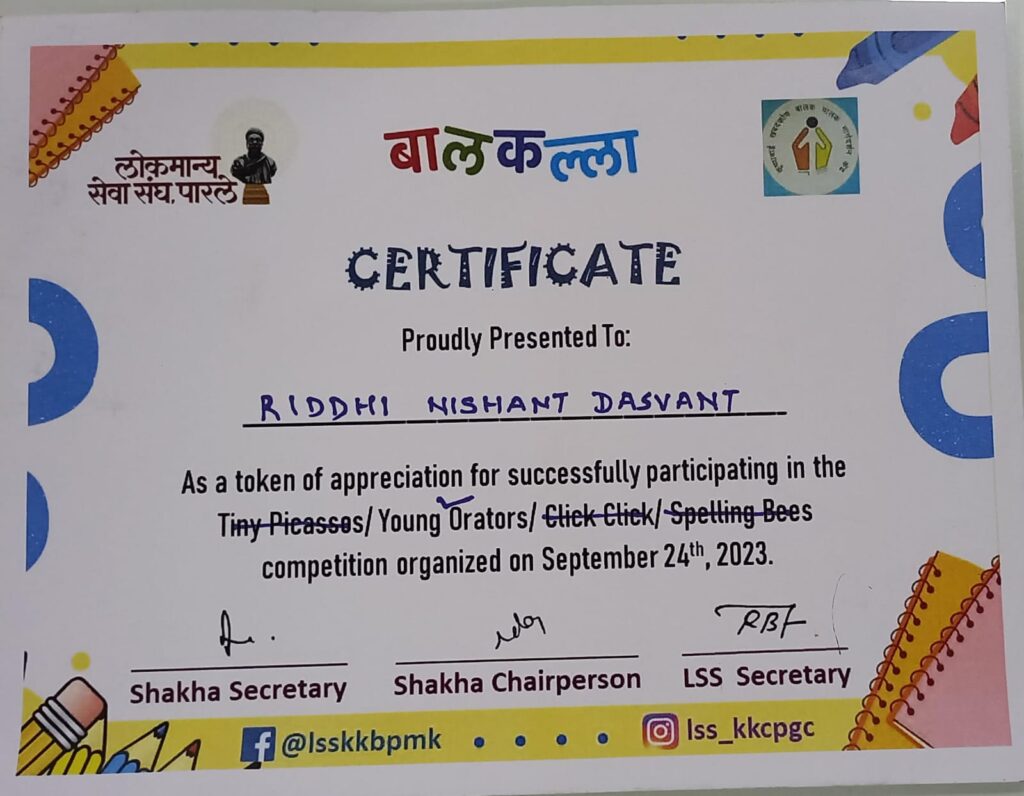 लोकमान्य
सेवा संघ, पारले
बालकल्ला
CERTIFICATE
Proudly Presented To:
RIDDHI NISHANT DASVANT
As a token of appreciation for successfully participating in the
Tiny Picassos/ Young Orators/ Click Click/ Spelling Bees
competition organized on September 24th, 2023.
Shakha Secretary
Shakha Chairperson
LSS Secretary
@lsskkbpmk
lss_kkcpgc